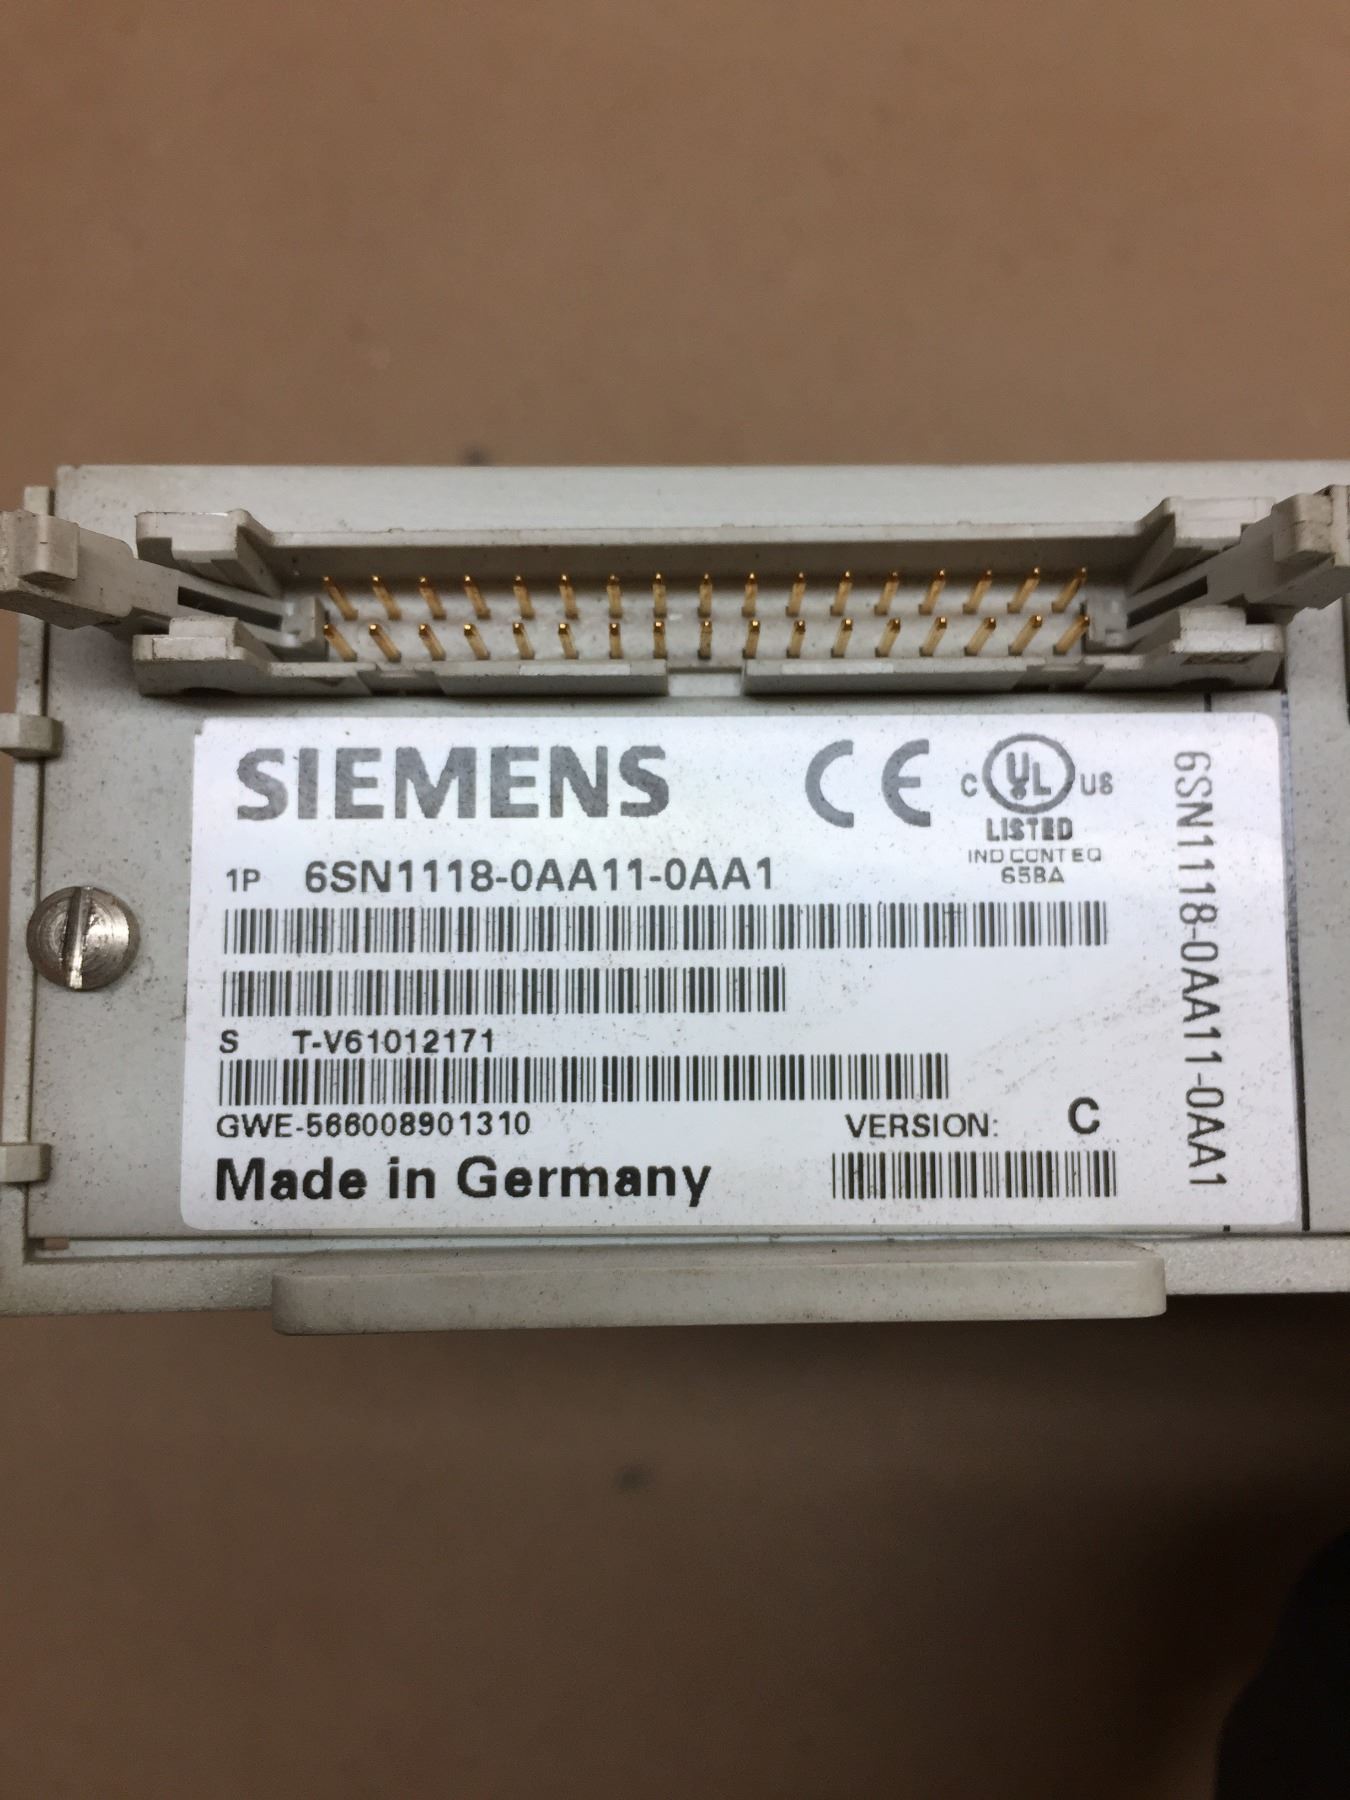 SIEMENS
CE
C UL US
LISTED
IND CONT EQ
65BA
1P 6SN1118-0AA11-0AA1
S T-V61012171
GWE-566008901310
VERSION: C
Made in Germany
6SN1118-0AA11-0AA1